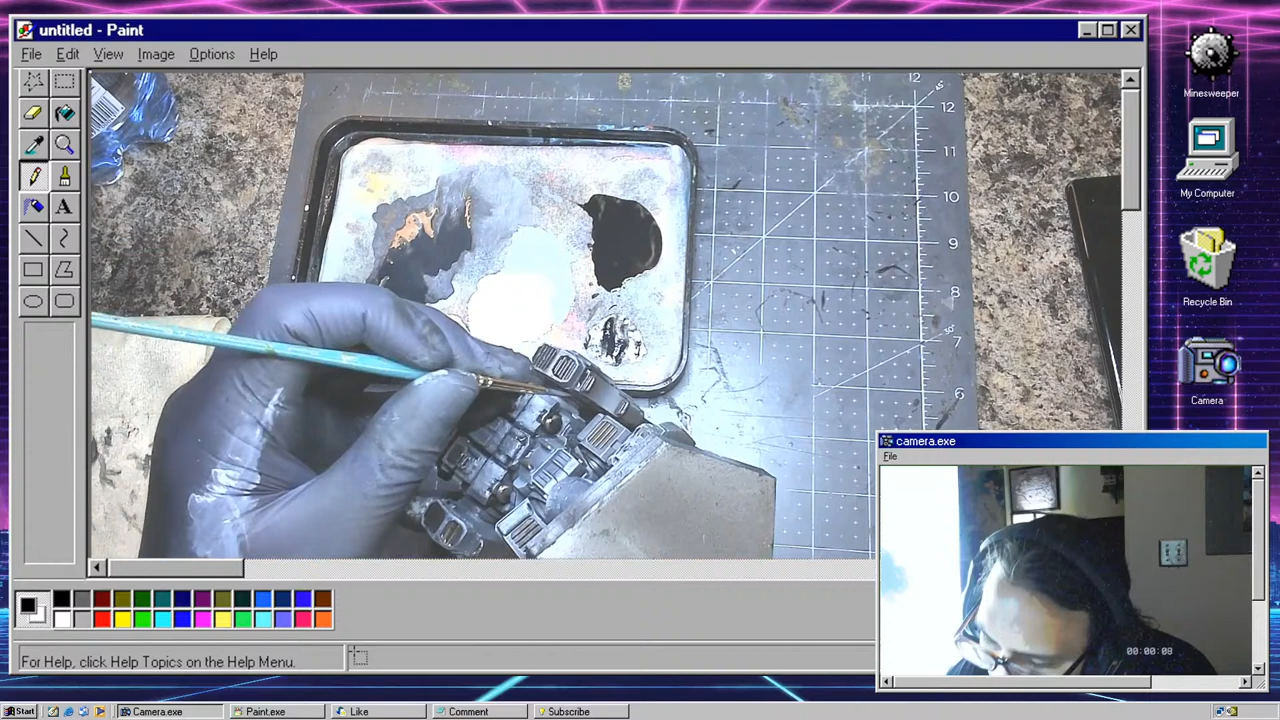 untitled - Paint
File Edit View Image Options Help
Minesweeper
My Computer
Recycle Bin
Camera
12
12
11
10
9
8
7
6
camera.exe
File
00:00:08
For Help, click Help Topics on the Help Menu.
Start Camera.exe Paint.exe Like Comment Subscribe